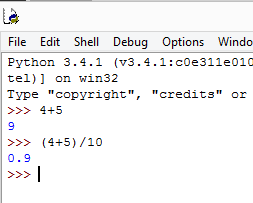 File Edit Shell Debug Options Windo
Python 3.4.1 (v3.4.1:c0e311e010
tel)] on win32
Type "copyright", "credits" or
>>> 4+5
9
>>> (4+5)/10
0.9
>>>